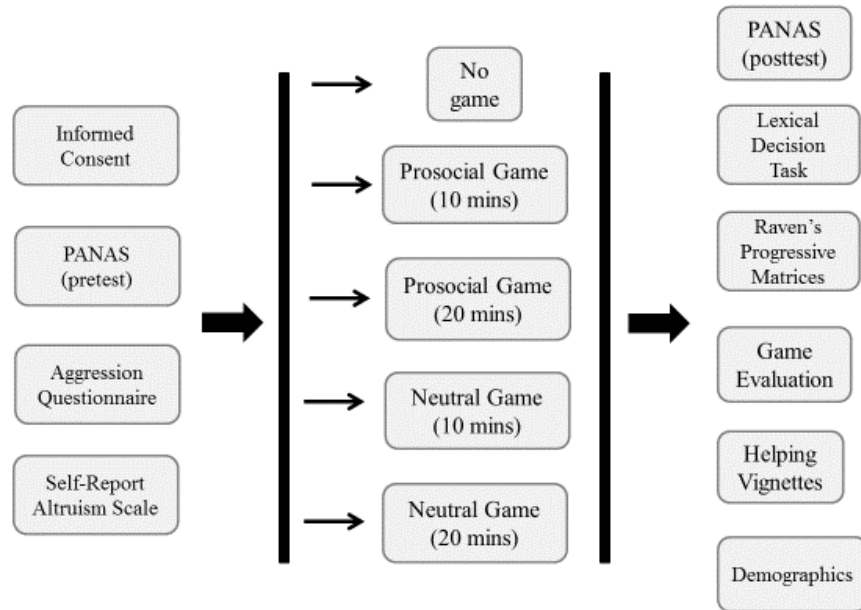 Informed
Consent
PANAS
(pretest)
Aggression
Questionnaire
Self-Report
Altruism Scale
No
game
Prosocial Game
(10 mins)
Prosocial Game
(20 mins)
Neutral Game
(10 mins)
Neutral Game
(20 mins)
PANAS
(posttest)
Lexical
Decision
Task
Raven's
Progressive
Matrices
Game
Evaluation
Helping
Vignettes
Demographics